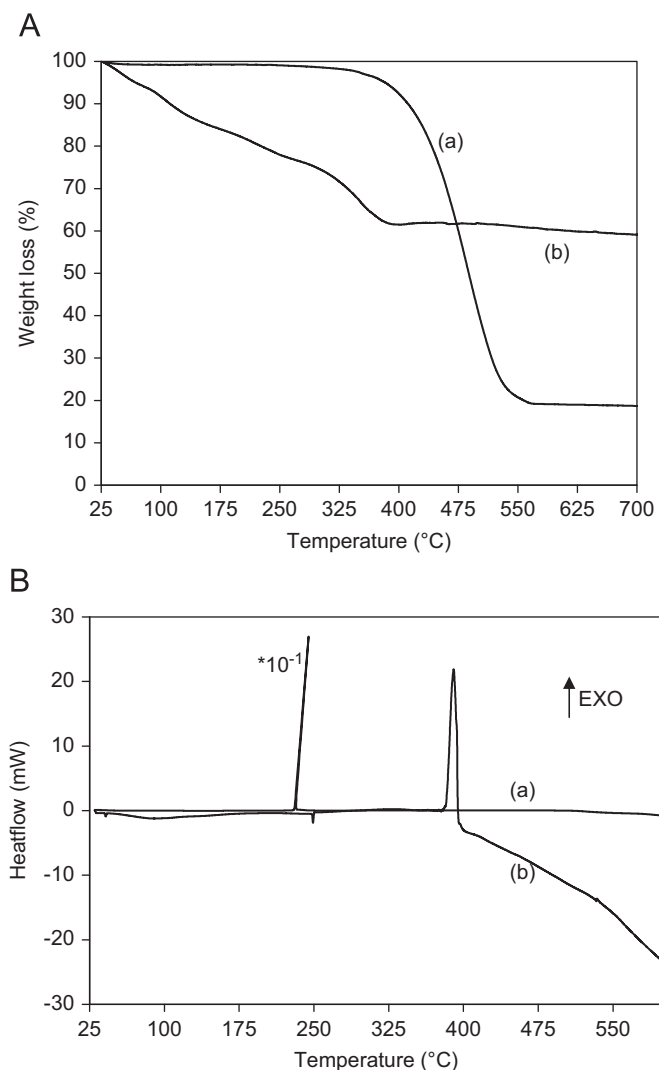 A
100
90
80
70
60
50
40
30
20
10
0
Weight loss (%)
(a)
(b)
25 100 175 250 325 400 475 550 625 700
Temperature (°C)
B
30
20
10
0
-10
-20
-30
Heatflow (mW)
*10-1
EXO
(a)
(b)
25 100 175 250 325 400 475 550
Temperature (°C)